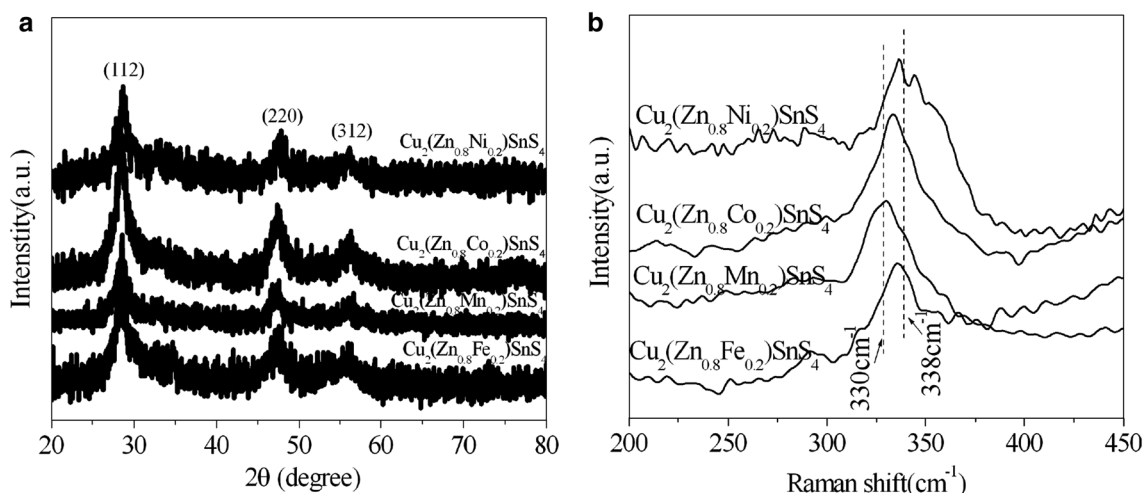 a
(112)
(220)
(312)
Cu2(Zn0.8Ni0.2)SnS4
Cu2(Zn0.8Co0.2)SnS4
Cu2(Zn0.8Mn0.2)SnS4
Cu2(Zn0.8Fe0.2)SnS4
Intenstity(a.u.)
20 30 40 50 60 70 80
2θ (degree)
b
Cu2(Zn0.8Ni0.2)SnS4
Cu2(Zn0.8Co0.2)SnS4
Cu2(Zn0.8Mn0.2)SnS4
Cu2(Zn0.8Fe0.2)SnS4
330cm-1
338cm-1
Intensity(a.u.)
200 250 300 350 400 450
Raman shift(cm-1)